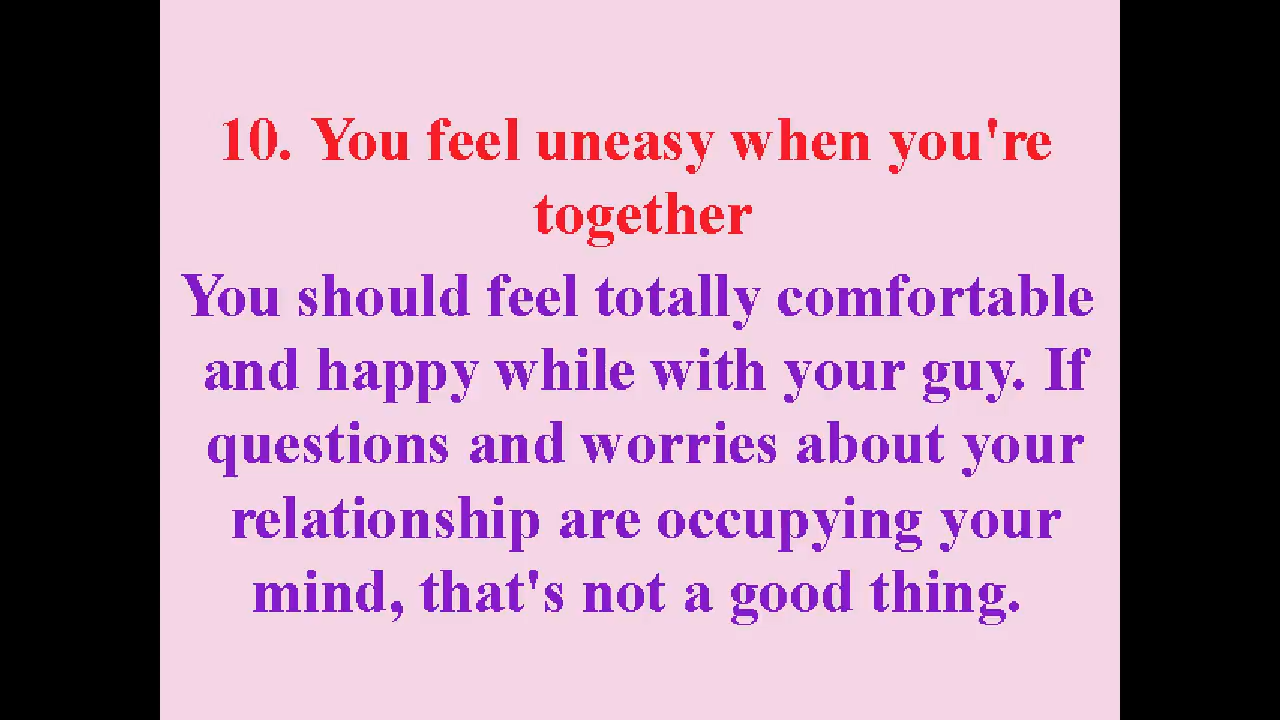 10. You feel uneasy when you're
together
You should feel totally comfortable
and happy while with your guy. If
questions and worries about your
relationship are occupying your
mind, that's not a good thing.